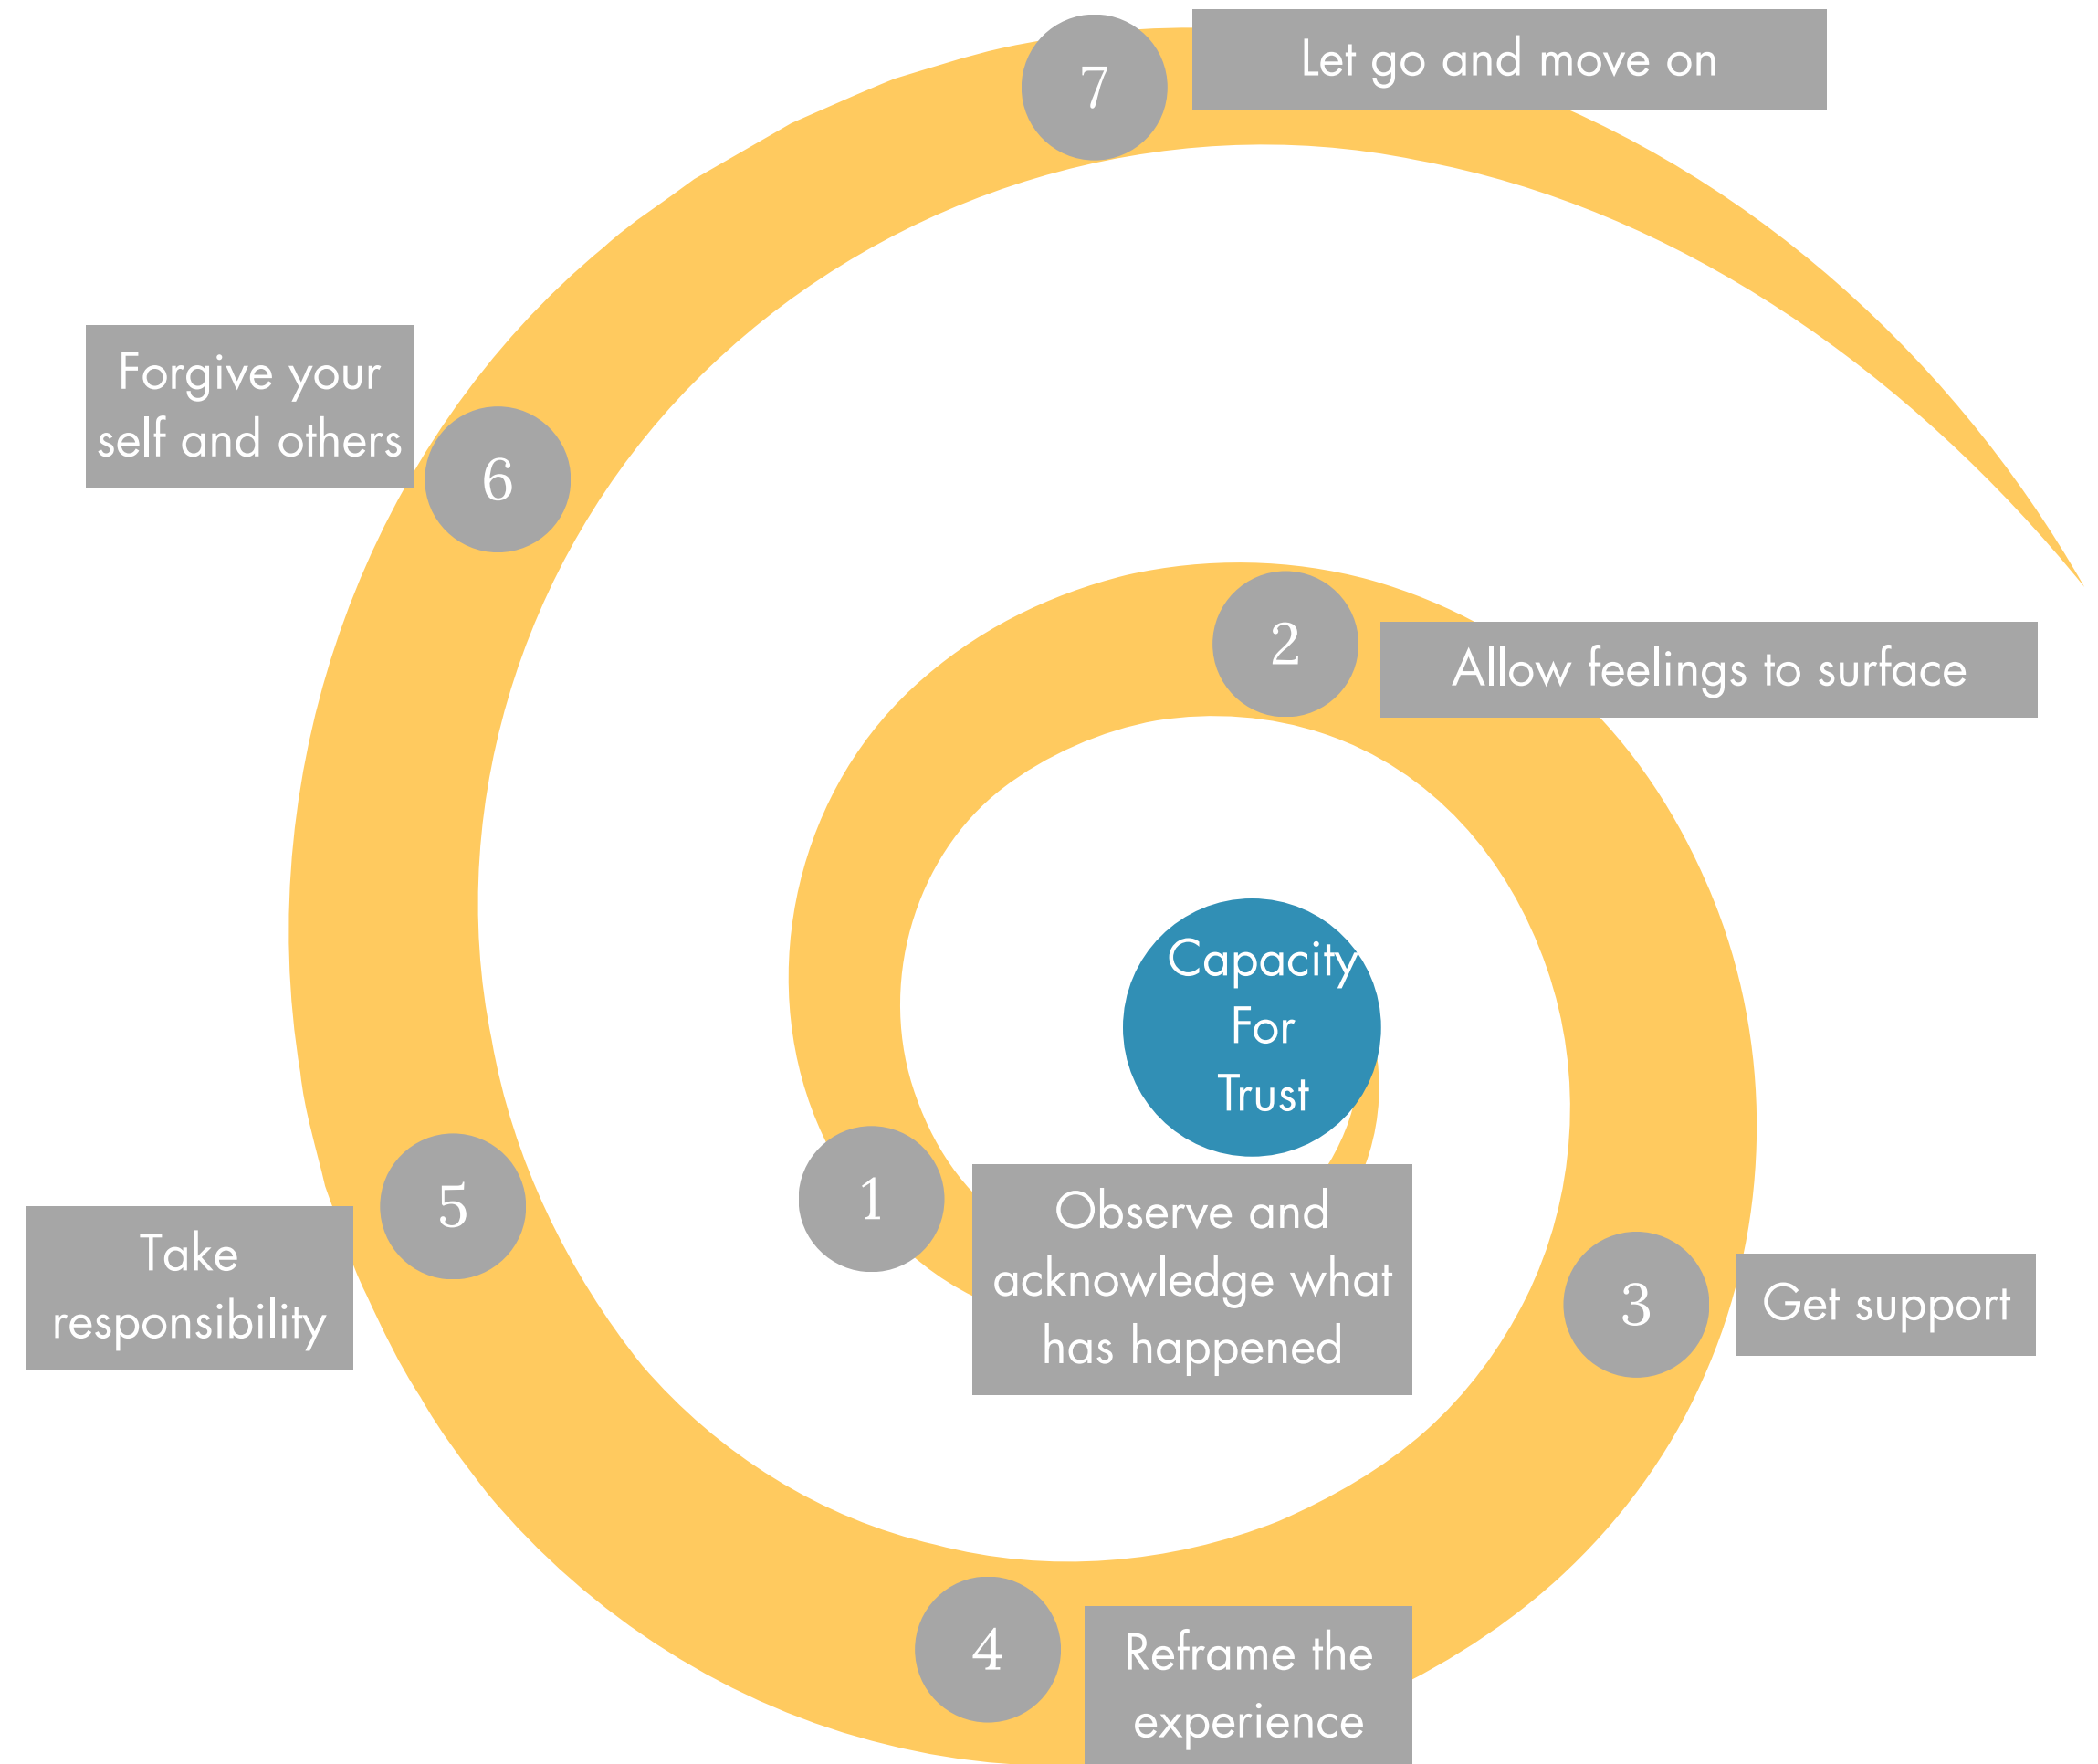 7
Let go and move on
Forgive your
self and others
6
2
Allow feelings to surface
Capacity
For
Trust
1
Observe and
acknowledge what
has happend
5
Take
responsibility
3
Get support
4
Reframe the
experience